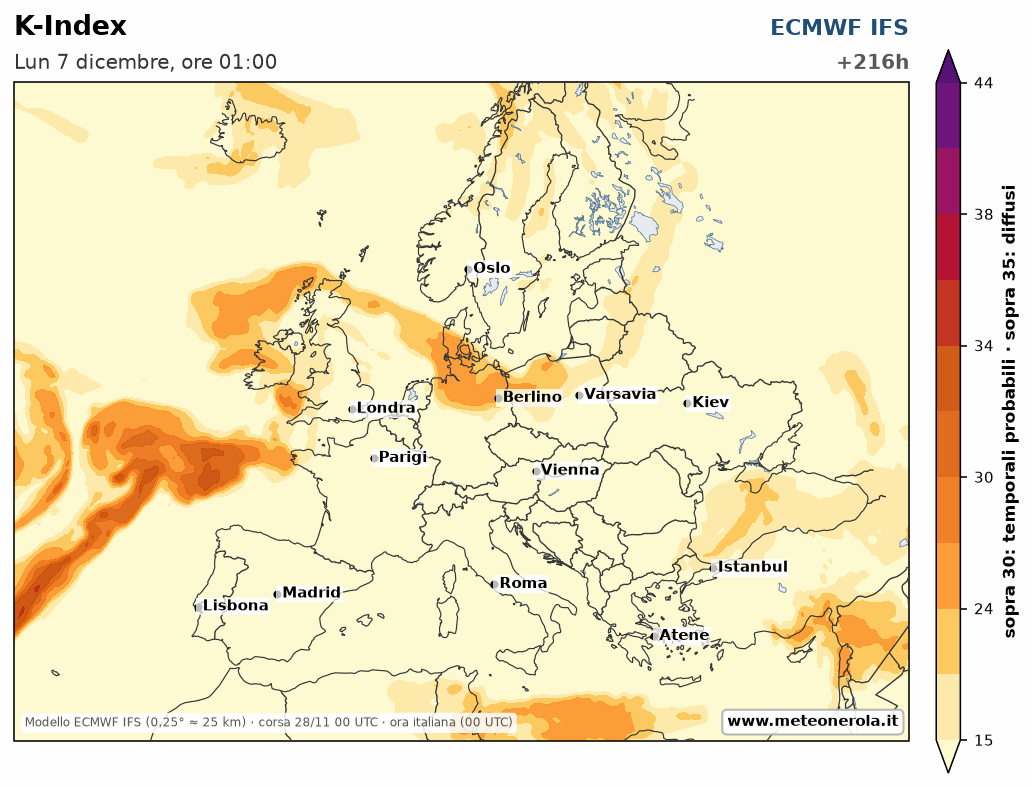 K-Index
ECMWF IFS
Lun 7 dicembre, ore 01:00
+216h
44
38
34
30
24
15
sopra 30: temporali probabili · sopra 35: diffusi
Oslo
Berlino
Varsavia
Kiev
Londra
Parigi
Vienna
Istanbul
Roma
Madrid
Lisbona
Atene
Modello ECMWF IFS (0,25° ≈ 25 km) · corsa 28/11 00 UTC · ora italiana (00 UTC)
www.meteonerola.it